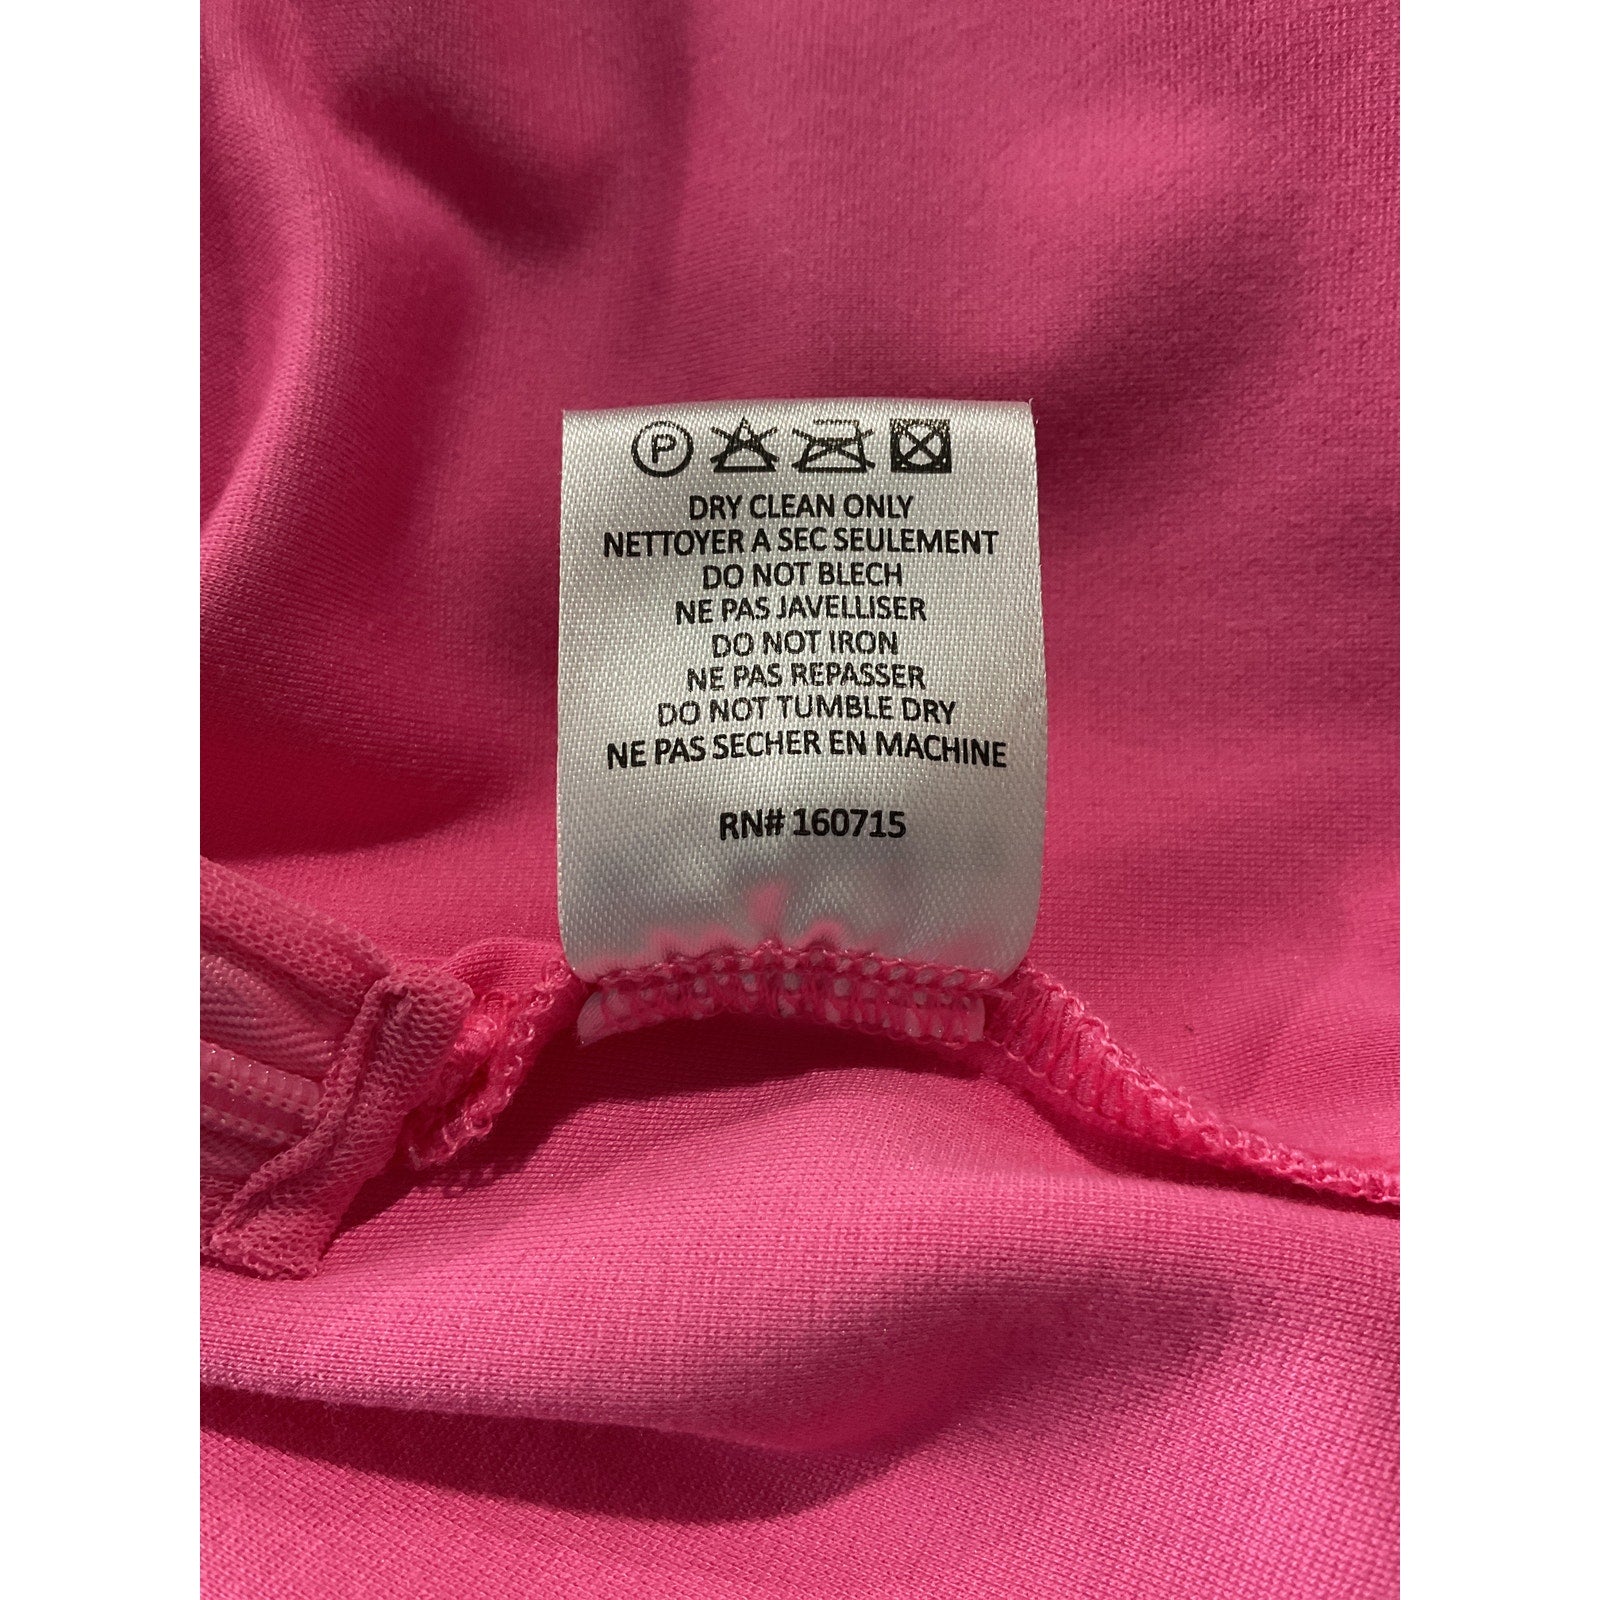 P
DRY CLEAN ONLY
NETTOYER A SEC SEULEMENT
DO NOT BLECH
NE PAS JAVELLISER
DO NOT IRON
NE PAS REPASSER
DO NOT TUMBLE DRY
NE PAS SECHER EN MACHINE
RN# 160715